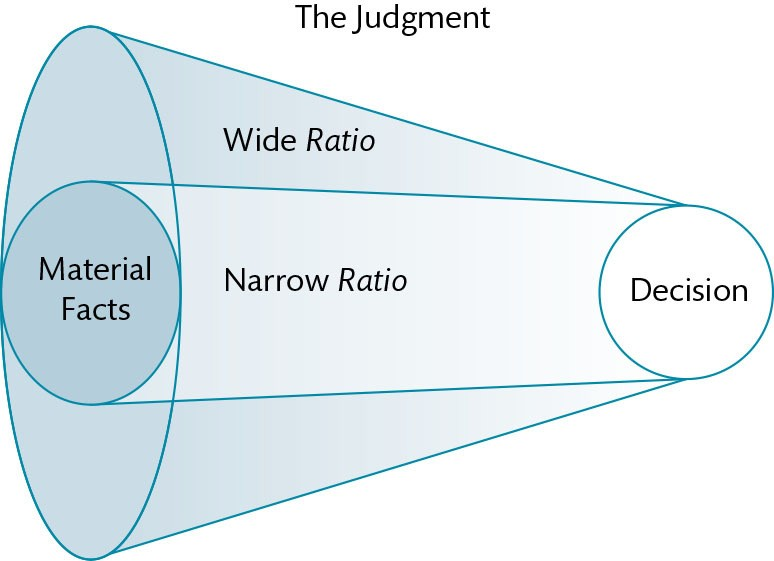 The Judgment
Wide Ratio
Material
Facts
Narrow Ratio
Decision